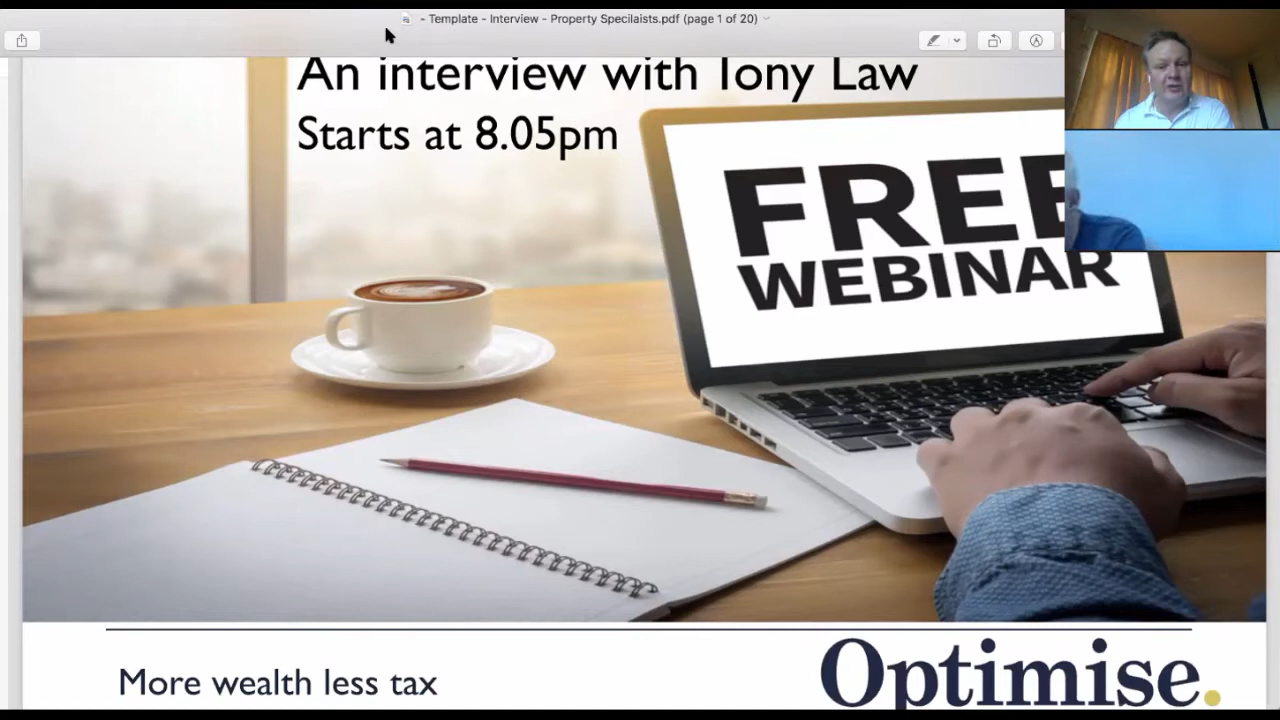 - Template - Interview - Property Specilaists.pdf (page 1 of 20)
An interview with Tony Law
Starts at 8.05pm
FREE
WEBINAR
More wealth less tax
Optimise.